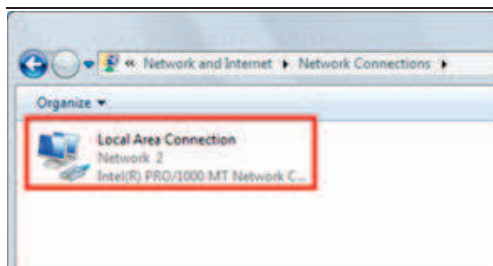 « Network and Internet ▸ Network Connections ▸
Organize ▾
Local Area Connection
Network 2
Intel(R) PRO/1000 MT Network C...